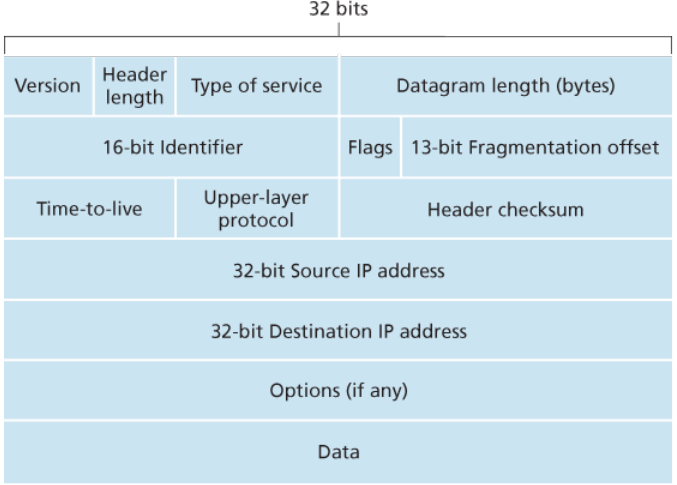 32 bits
Version
Header
length
Type of service
Datagram length (bytes)
16-bit Identifier
Flags
13-bit Fragmentation offset
Time-to-live
Upper-layer
protocol
Header checksum
32-bit Source IP address
32-bit Destination IP address
Options (if any)
Data